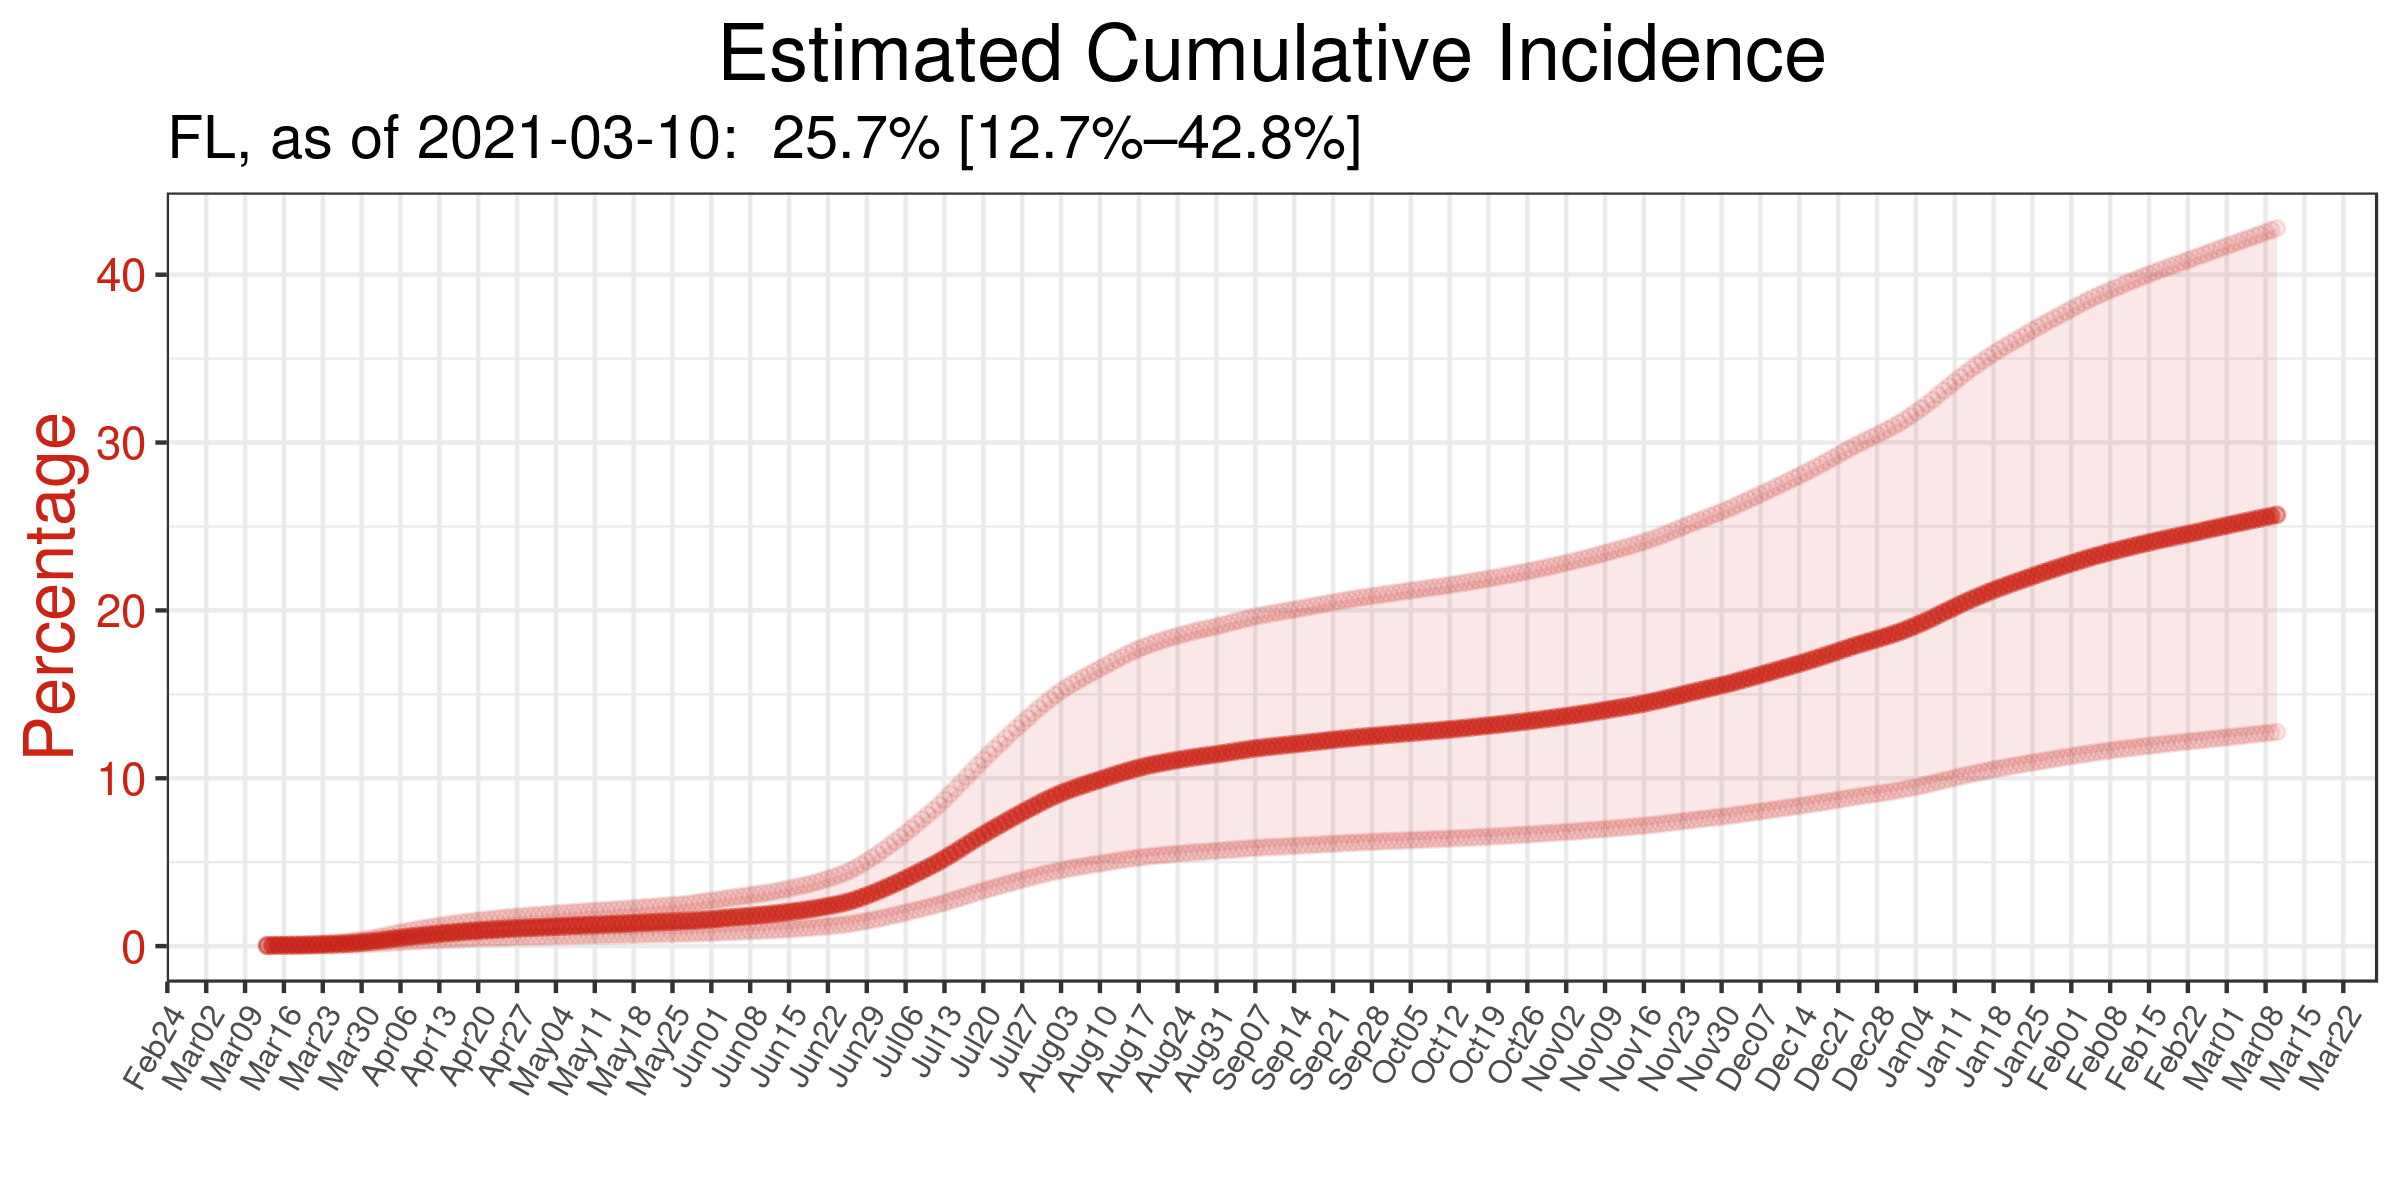 Estimated Cumulative Incidence
FL, as of 2021-03-10:  25.7% [12.7%–42.8%]
Percentage
40
30
20
10
0
Feb24
Mar02
Mar09
Mar16
Mar23
Mar30
Apr06
Apr13
Apr20
Apr27
May04
May11
May18
May25
Jun01
Jun08
Jun15
Jun22
Jun29
Jul06
Jul13
Jul20
Jul27
Aug03
Aug10
Aug17
Aug24
Aug31
Sep07
Sep14
Sep21
Sep28
Oct05
Oct12
Oct19
Oct26
Nov02
Nov09
Nov16
Nov23
Nov30
Dec07
Dec14
Dec21
Dec28
Jan04
Jan11
Jan18
Jan25
Feb01
Feb08
Feb15
Feb22
Mar01
Mar08
Mar15
Mar22